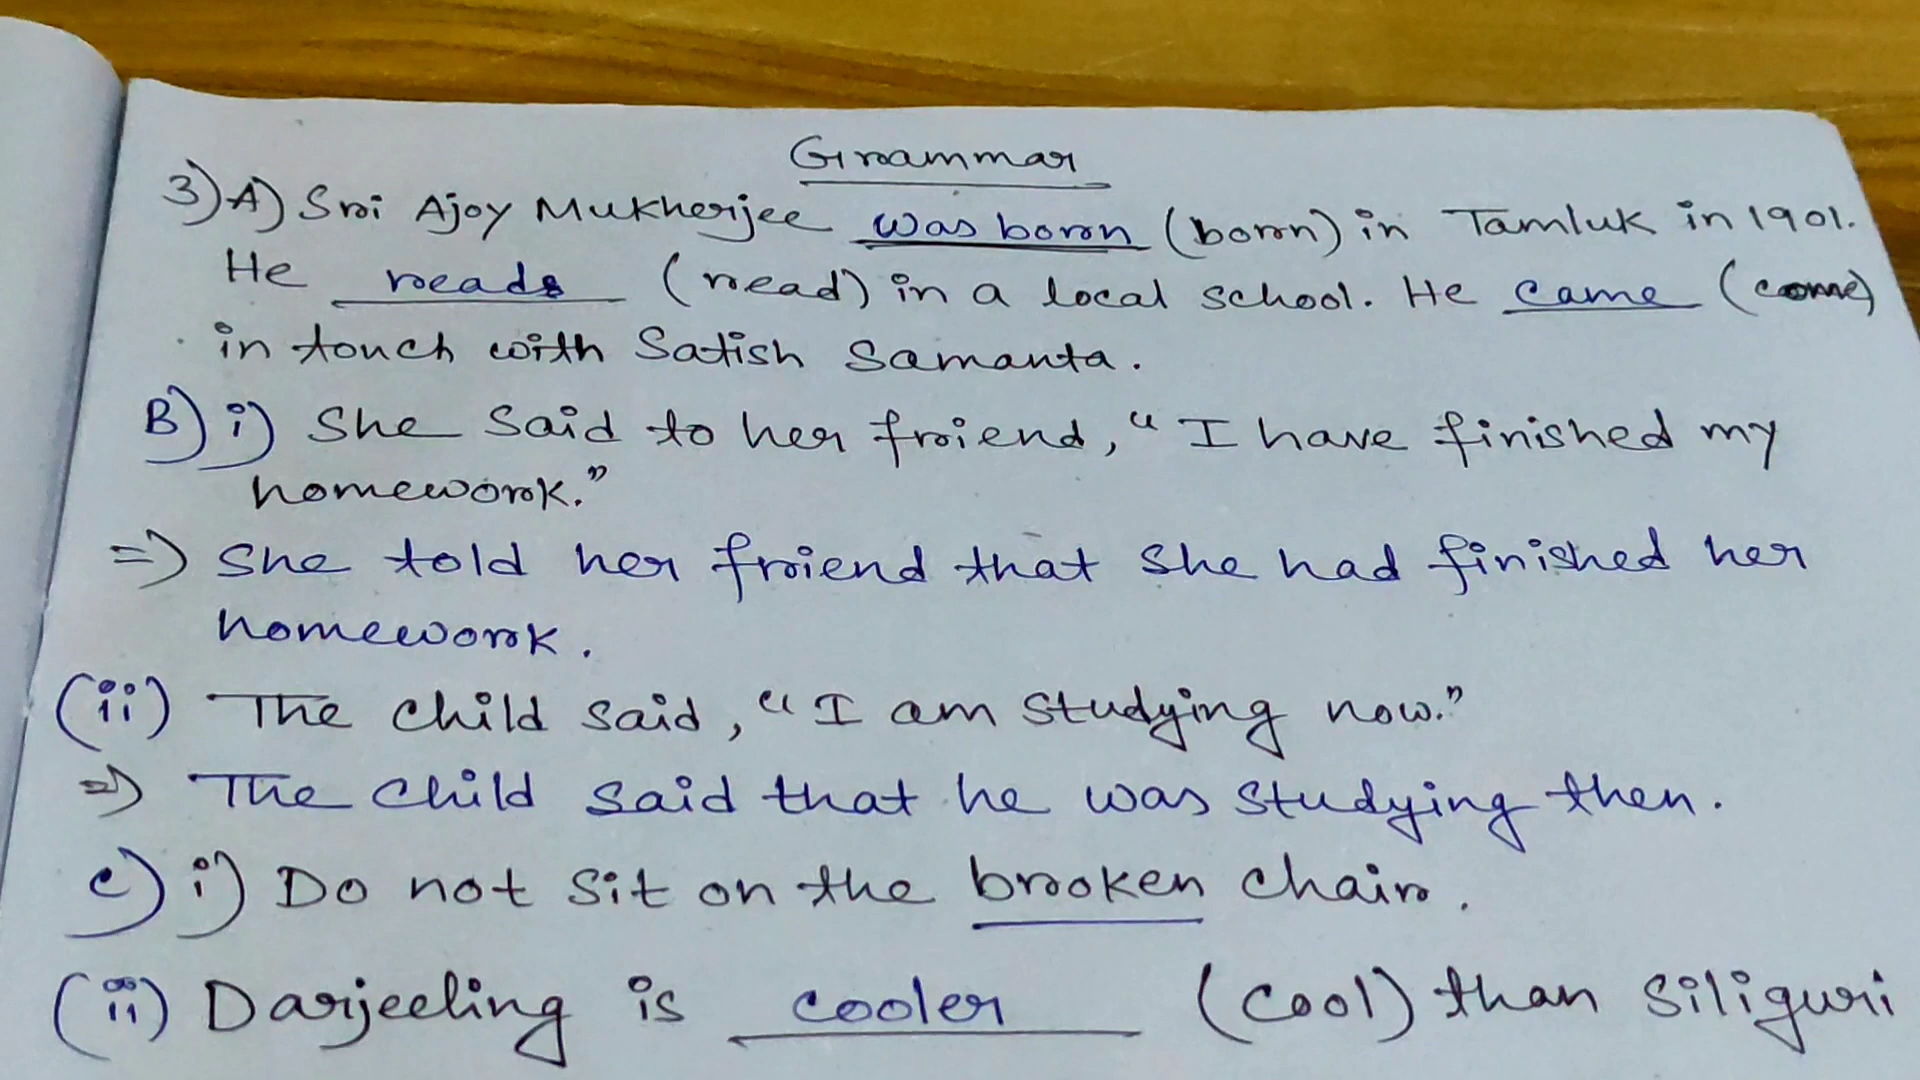 Grammar
3) A) Sri Ajoy Mukherjee was born (born) in Tamluk in 1901.
He reads (read) in a local school. He came (come)
in touch with Satish Samanta.
B) i) She said to her friend, "I have finished my
homework."
=> She told her friend that she had finished her
homework.
(ii) The child said, "I am studying now."
=> The child said that he was studying then.
c) i) Do not sit on the broken chair.
(ii) Darjeeling is cooler (cool) than Siliguri